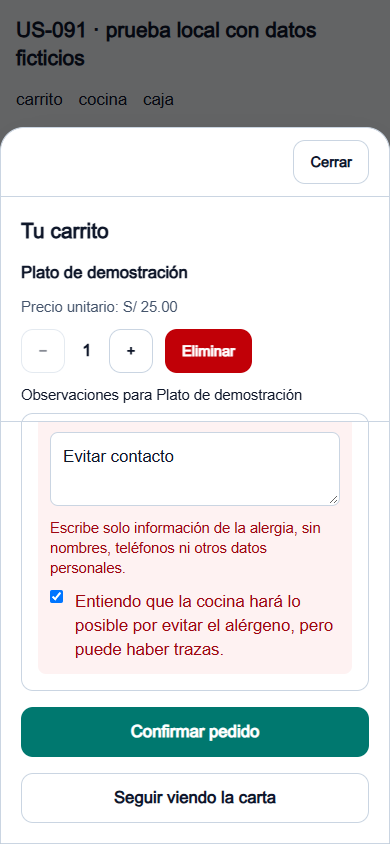 US-091 · prueba local con datos
ficticios
carrito cocina caja
Cerrar
Tu carrito
Plato de demostración
Precio unitario: S/ 25.00
− 1 + Eliminar
Observaciones para Plato de demostración
Evitar contacto
Escribe solo información de la alergia, sin
nombres, teléfonos ni otros datos
personales.
Entiendo que la cocina hará lo
posible por evitar el alérgeno, pero
puede haber trazas.
Confirmar pedido
Seguir viendo la carta